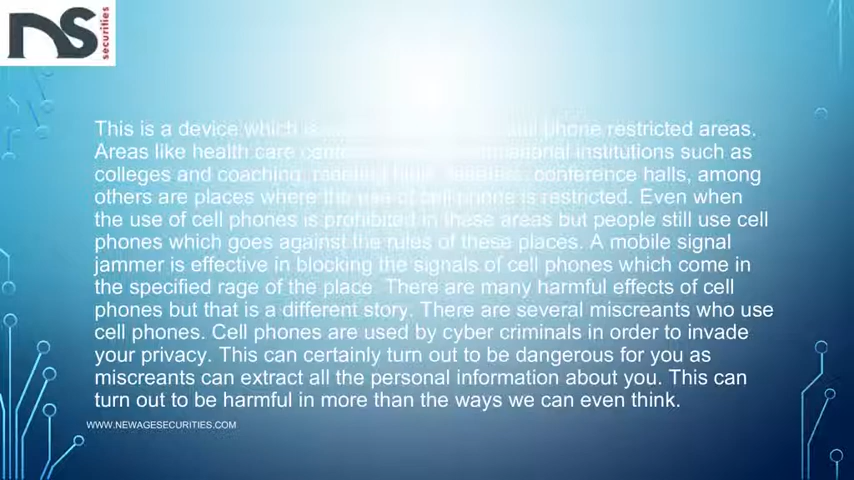 ns securities
This is a device which is phone restricted areas.
Areas like health care institutions such as
colleges and coaching, meeting halls, theaters, conference halls, among
others are places where the use of cell phone is restricted. Even when
the use of cell phones is prohibited in these areas but people still use cell
phones which goes against the rules of these places. A mobile signal
jammer is effective in blocking the signals of cell phones which come in
the specified rage of the place. There are many harmful effects of cell
phones but that is a different story. There are several miscreants who use
cell phones. Cell phones are used by cyber criminals in order to invade
your privacy. This can certainly turn out to be dangerous for you as
miscreants can extract all the personal information about you. This can
turn out to be harmful in more than the ways we can even think.
WWW.NEWAGESECURITIES.COM